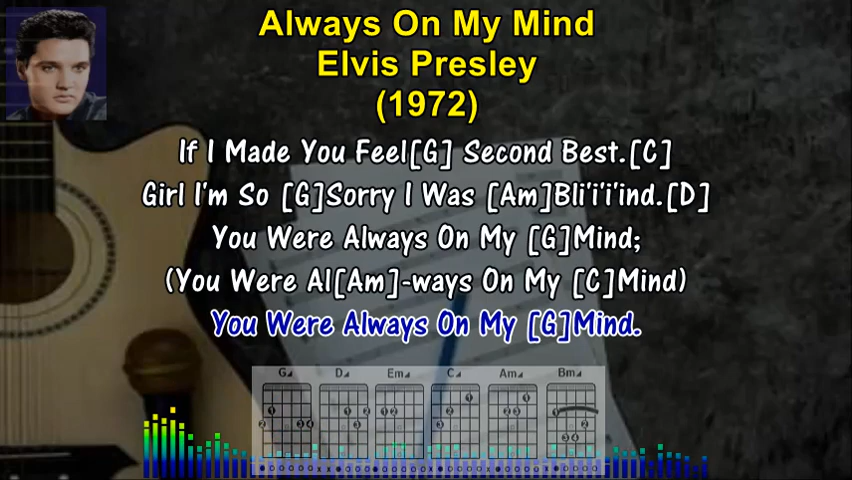 Always On My Mind
Elvis Presley
(1972)
If I Made You Feel[G] Second Best.[C]
Girl I'm So [G]Sorry I Was [Am]Bli'i'i'ind.[D]
You Were Always On My [G]Mind;
(You Were Al[Am]-ways On My [C]Mind)
You Were Always On My [G]Mind.
G D Em C Am Bm